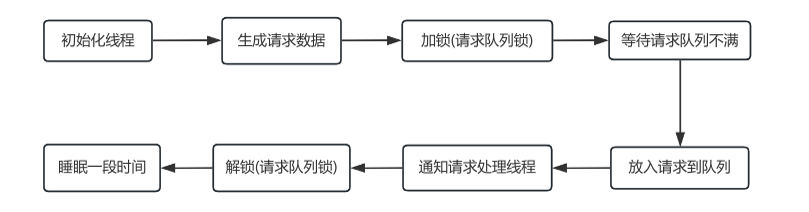 初始化线程
生成请求数据
加锁(请求队列锁)
等待请求队列不满
放入请求到队列
通知请求处理线程
解锁(请求队列锁)
睡眠一段时间